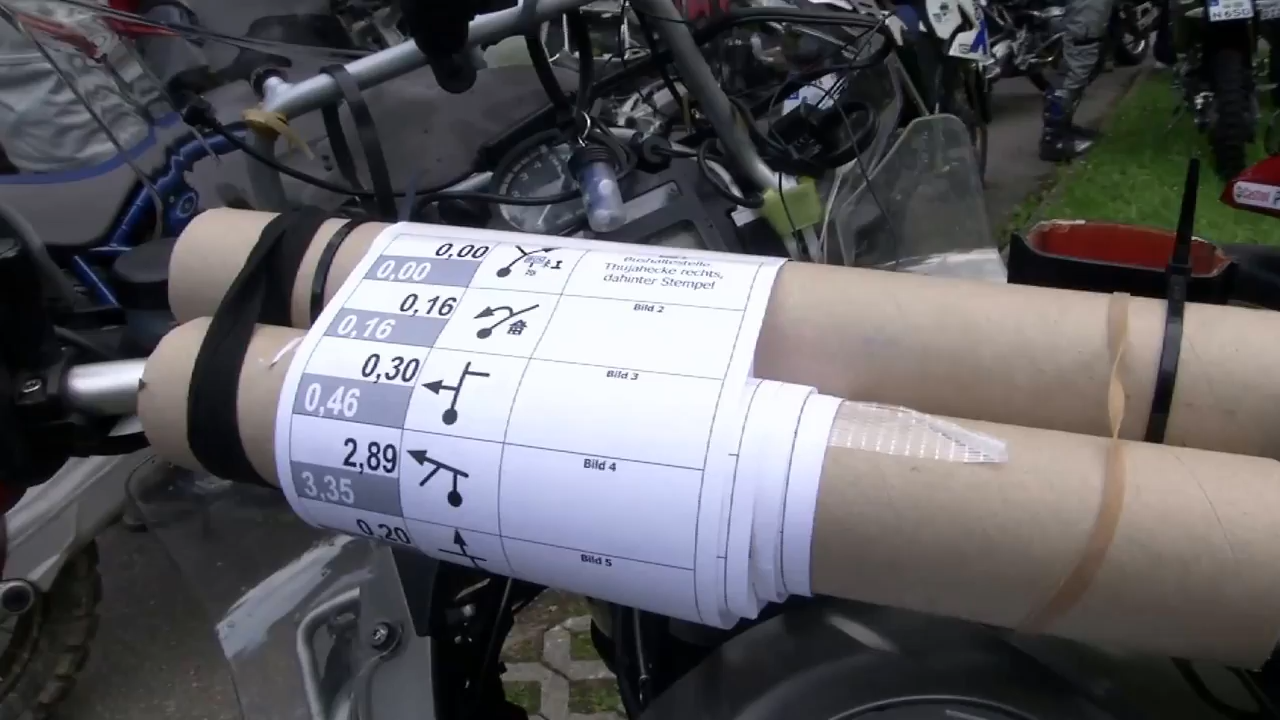 0,00
0,00
Bushaltestelle
Thujahecke rechts,
dahinter Stempel
0,16
0,16
Bild 2
0,30
0,46
Bild 3
2,89
3,35
Bild 4
0,20
Bild 5